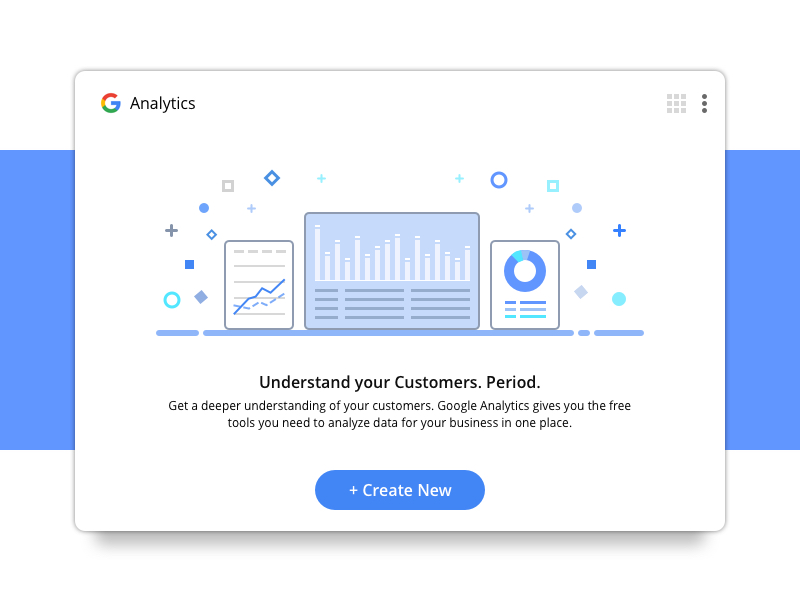 Analytics
Understand your Customers. Period.
Get a deeper understanding of your customers. Google Analytics gives you the free
tools you need to analyze data for your business in one place.
+ Create New